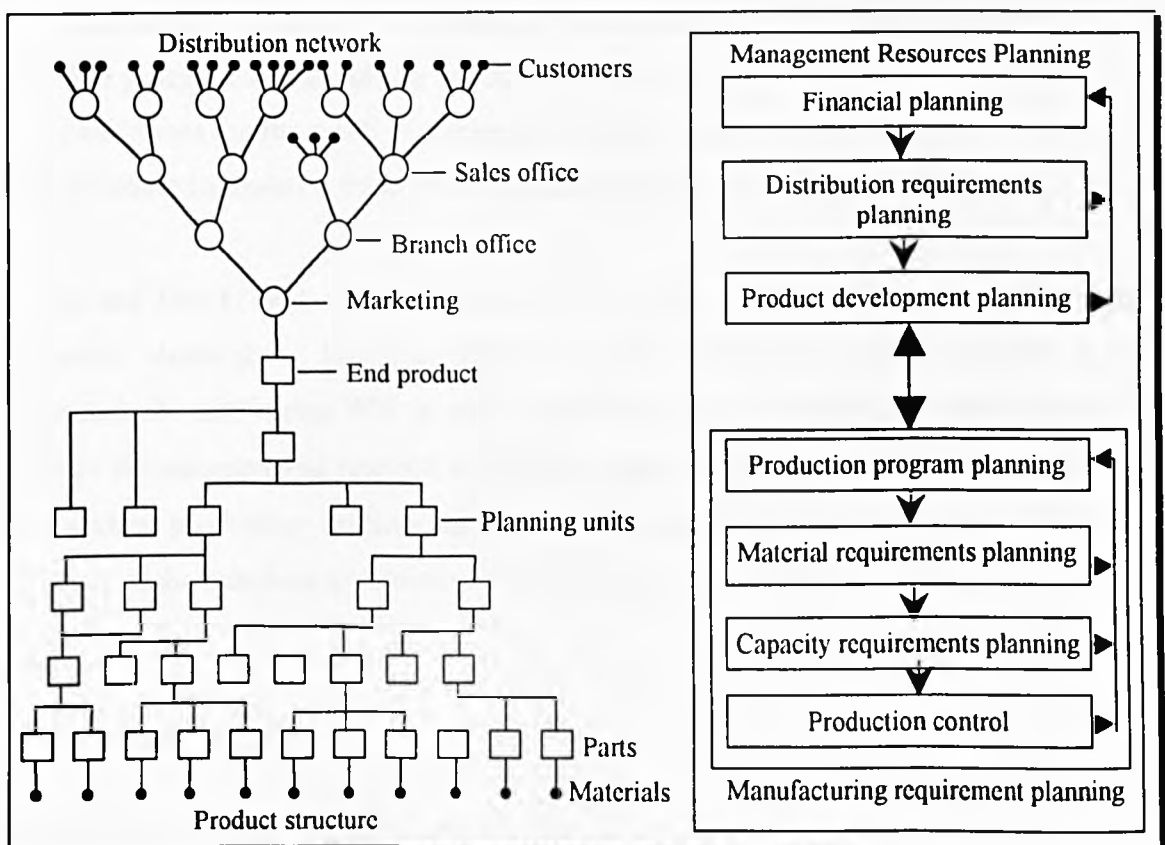 Distribution network
Customers
Sales office
Branch office
Marketing
End product
Planning units
Parts
Materials
Product structure
Management Resources Planning
Financial planning
Distribution requirements
planning
Product development planning
Production program planning
Material requirements planning
Capacity requirements planning
Production control
Manufacturing requirement planning